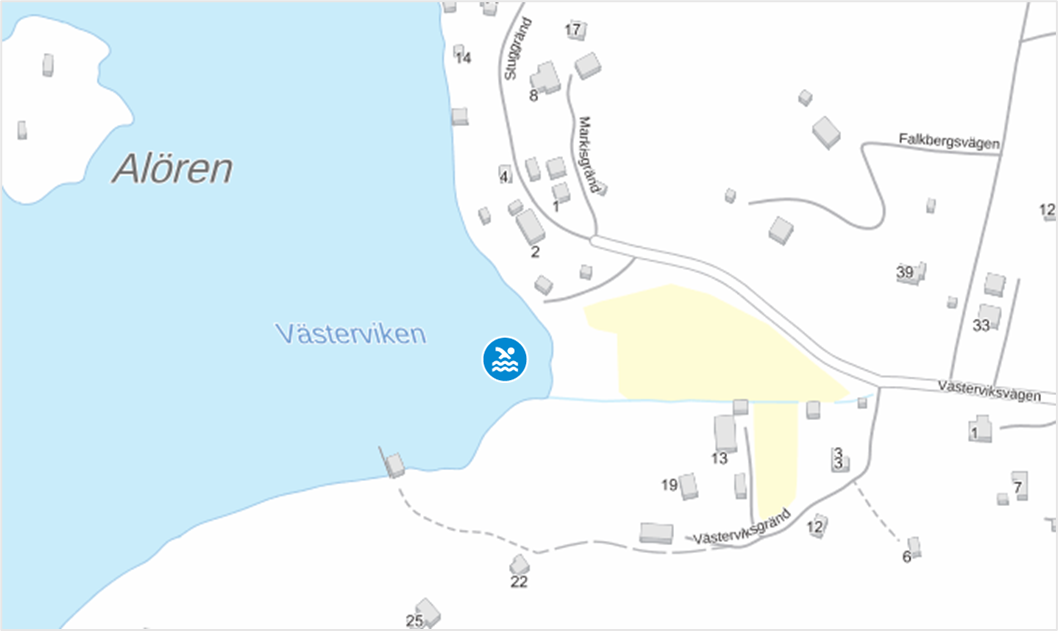 Stuggränd
17
14
8
Markisgränd
Falkbergsvägen
Alören
4
1
12
2
39
33
Västerviken
Västerviksvägen
1
13
3
3
19
7
Västerviksgränd
12
6
22
25